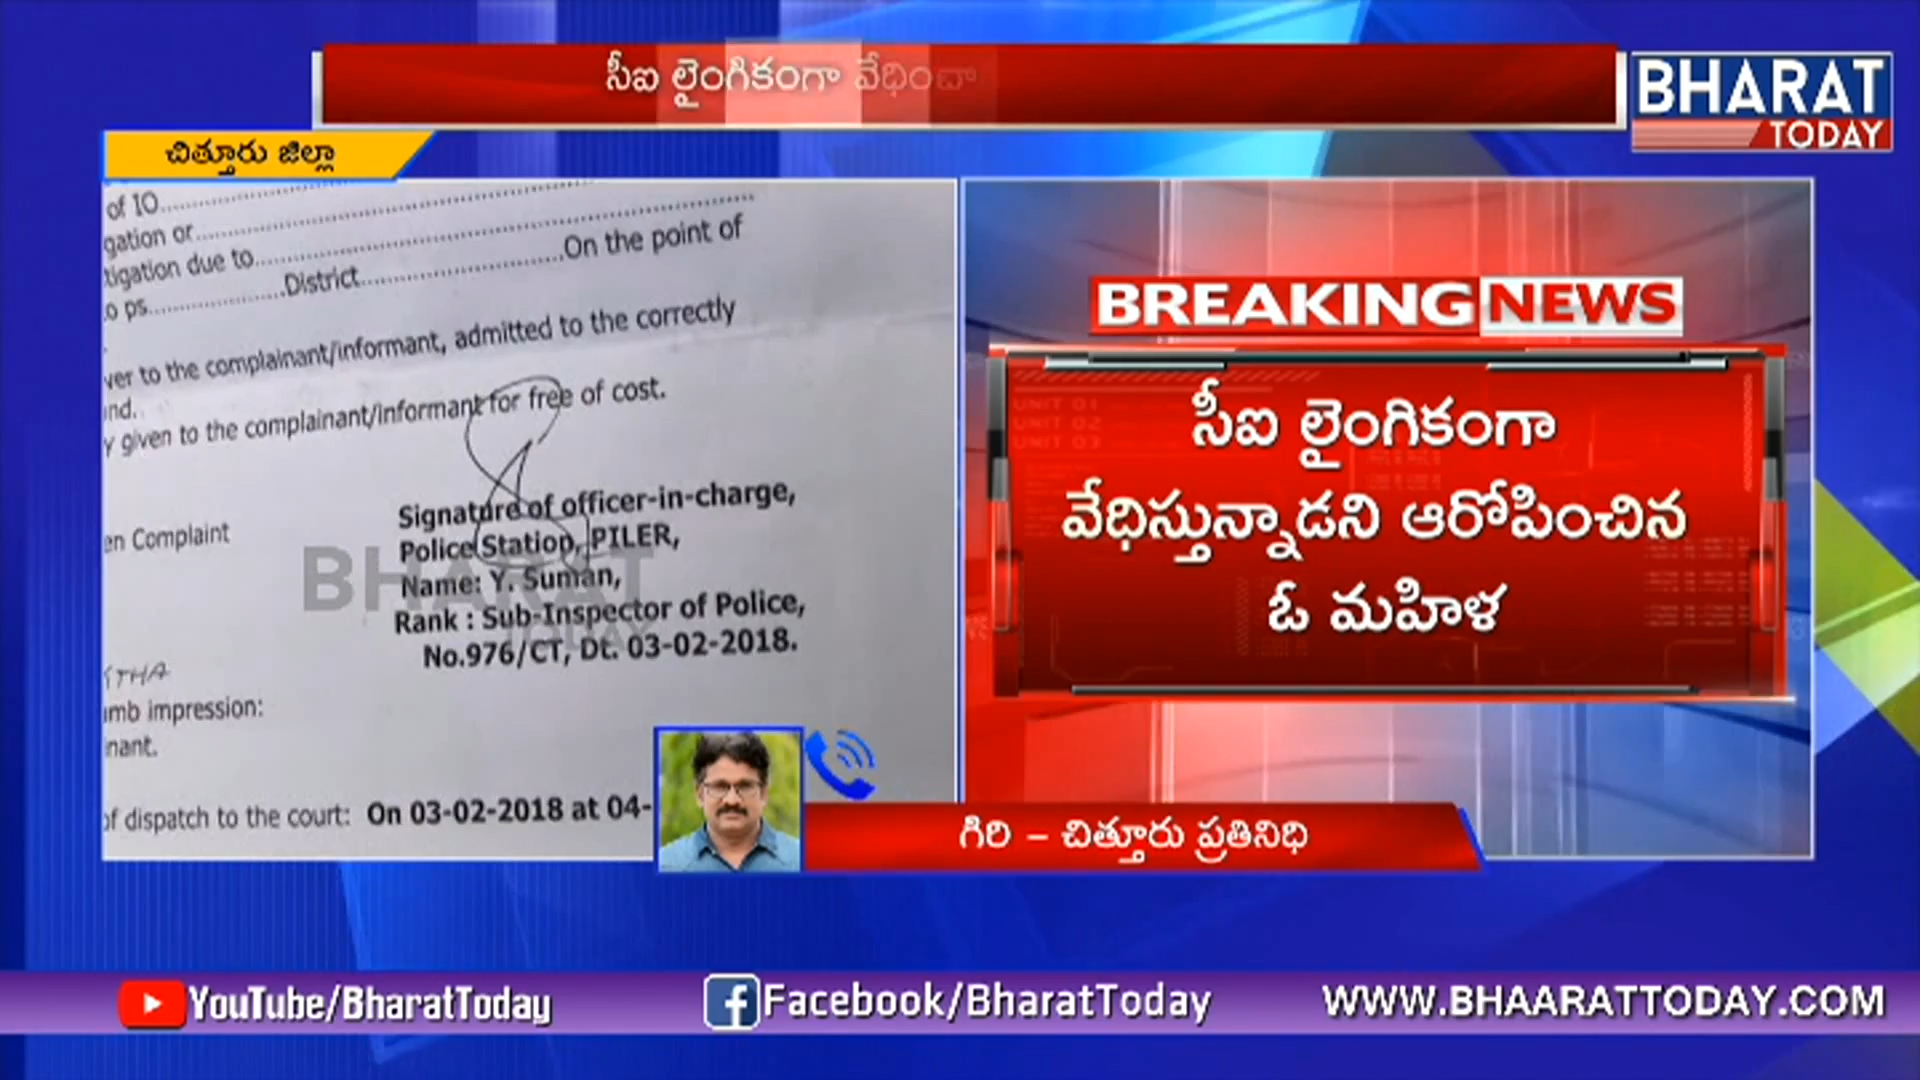 సీఐ లైంగికంగా వేధించా
BHARAT
TODAY
చిత్తూరు జిల్లా
of IO
gation or
tigation due to
o ps District On the point of
ver to the complainant/informant, admitted to the correctly
nd.
y given to the complainant/informant for free of cost.
Signature of officer-in-charge,
en Complaint
Police Station, PILER,
Name: Y. Suman,
Rank : Sub-Inspector of Police,
No.976/CT, Dt. 03-02-2018.
BHARAT
TODAY
THA
mb impression:
nant.
of dispatch to the court: On 03-02-2018 at 04-
BREAKING NEWS
సీఐ లైంగికంగా
వేధిస్తున్నాడని ఆరోపించిన
ఓ మహిళ
గిరి – చిత్తూరు ప్రతినిధి
YouTube/BharatToday
Facebook/BharatToday
WWW.BHAARATTODAY.COM